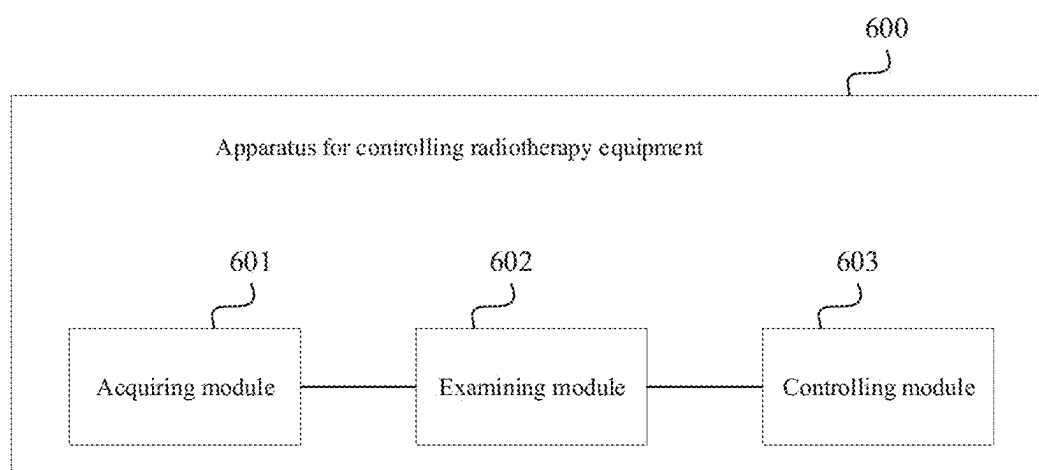 600
Apparatus for controlling radiotherapy equipment
601
602
603
Acquiring module
Examining module
Controlling module